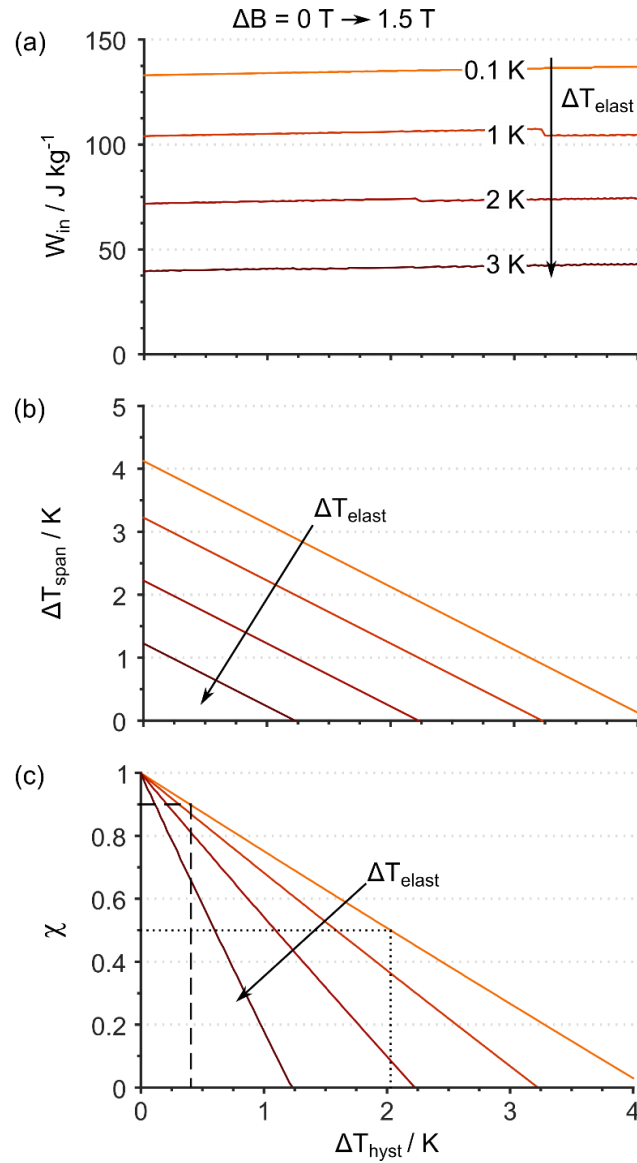 ΔB = 0 T → 1.5 T
(a)
150
100
50
0
W_in / J kg⁻¹
0.1 K
1 K
2 K
3 K
ΔT_elast
(b)
5
4
3
2
1
0
ΔT_span / K
ΔT_elast
(c)
1
0.8
0.6
0.4
0.2
0
χ
ΔT_elast
0 1 2 3 4
ΔT_hyst / K